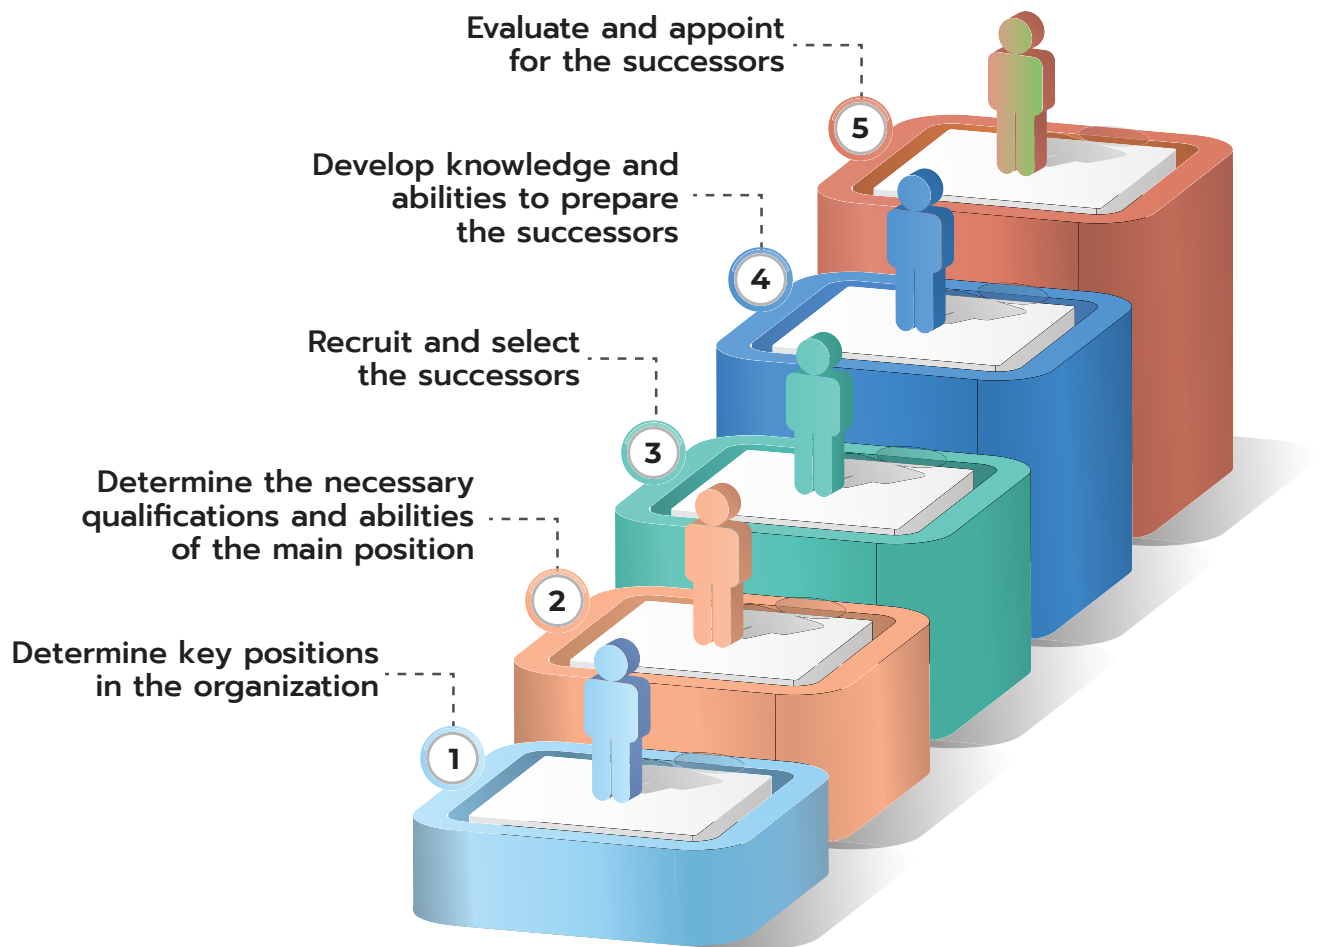 Evaluate and appoint
for the successors
5
Develop knowledge and
abilities to prepare
the successors
4
Recruit and select
the successors
3
Determine the necessary
qualifications and abilities
of the main position
2
Determine key positions
in the organization
1